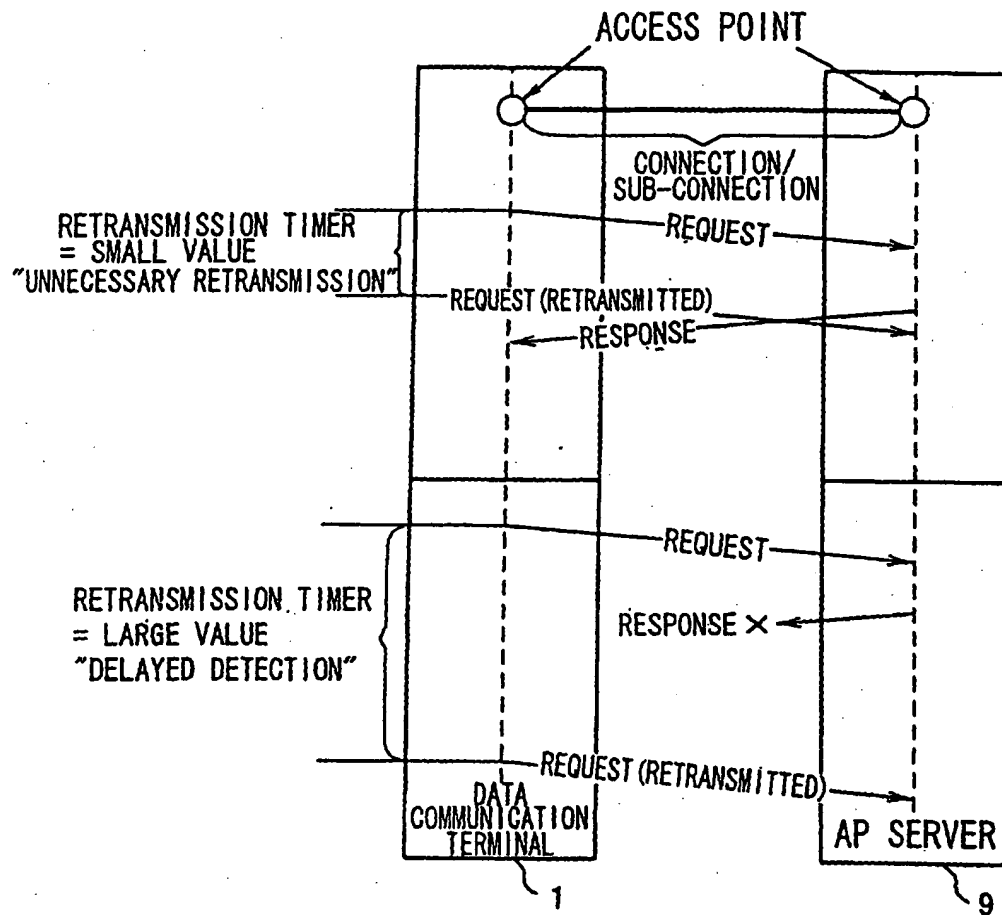 ACCESS POINT
CONNECTION/
SUB-CONNECTION
RETRANSMISSION TIMER
= SMALL VALUE
"UNNECESSARY RETRANSMISSION"
REQUEST
REQUEST (RETRANSMITTED)
RESPONSE
RETRANSMISSION TIMER
= LARGE VALUE
"DELAYED DETECTION"
REQUEST
RESPONSE ×
REQUEST (RETRANSMITTED)
DATA
COMMUNICATION
TERMINAL
AP SERVER
1
9